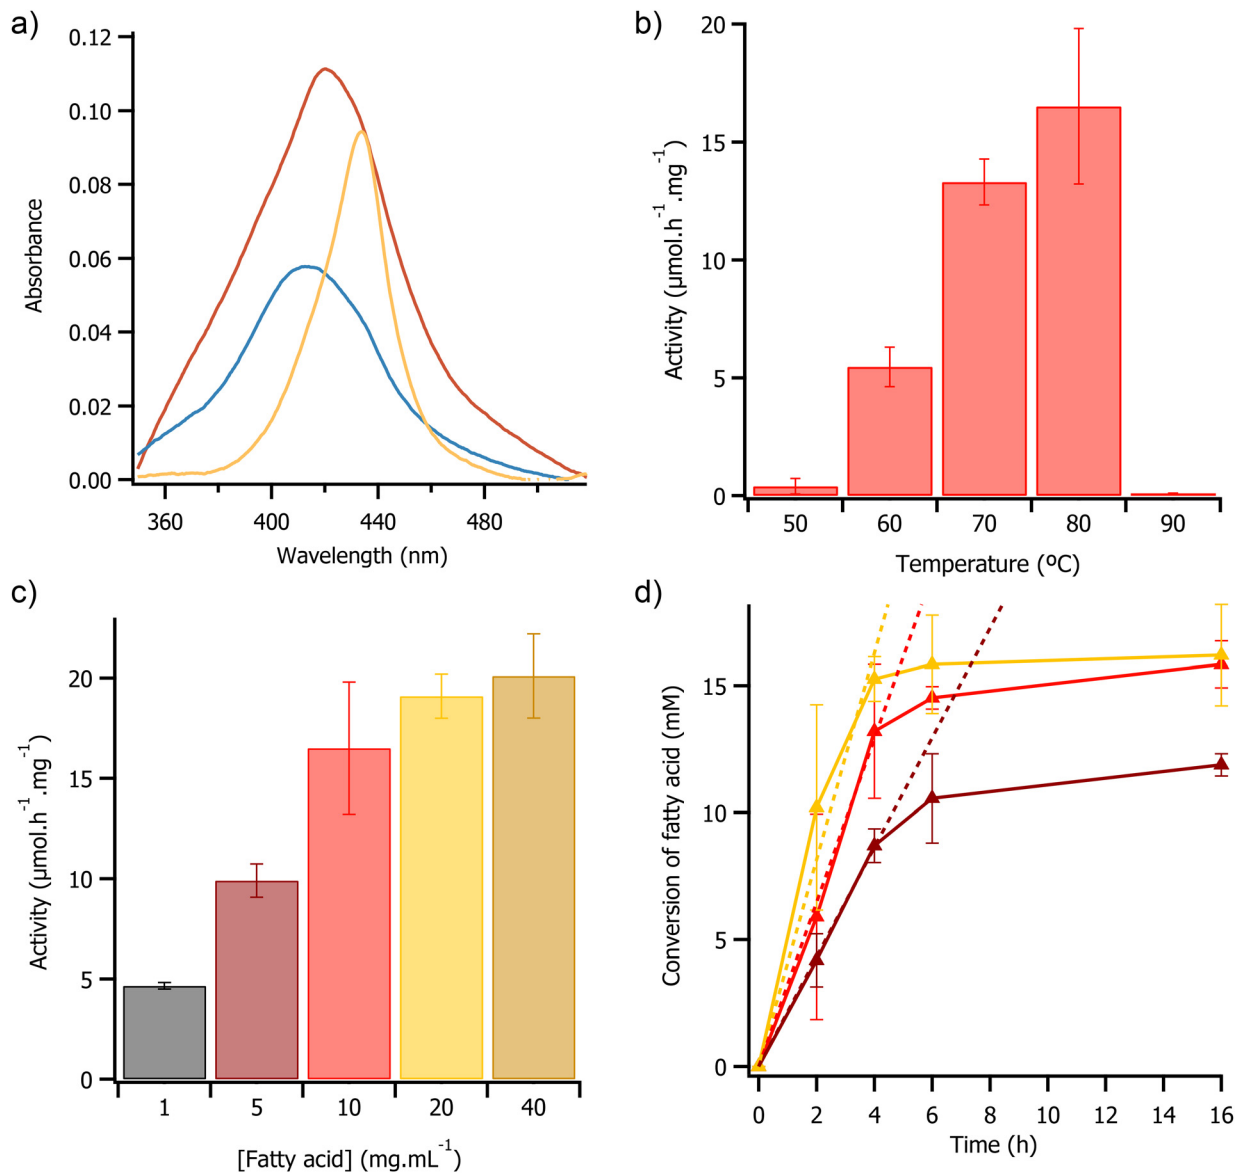 a)
0.12
0.10
0.08
0.06
0.04
0.02
0.00
Absorbance
360 400 440 480
Wavelength (nm)
b)
20
15
10
5
0
Activity (µmol.h⁻¹.mg⁻¹)
50 60 70 80 90
Temperature (ºC)
c)
20
15
10
5
0
Activity (µmol.h⁻¹.mg⁻¹)
1 5 10 20 40
[Fatty acid] (mg.mL⁻¹)
d)
15
10
5
0
Conversion of fatty acid (mM)
0 2 4 6 8 10 12 14 16
Time (h)